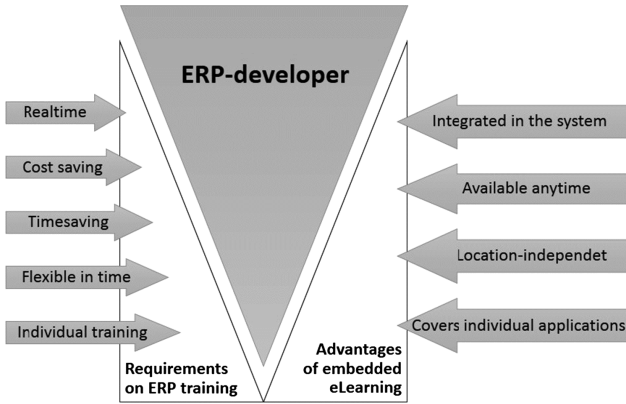 ERP-developer
Realtime
Cost saving
Timesaving
Flexible in time
Individual training
Integrated in the system
Available anytime
Location-independet
Covers individual applications
Requirements
on ERP training
Advantages
of embedded
eLearning